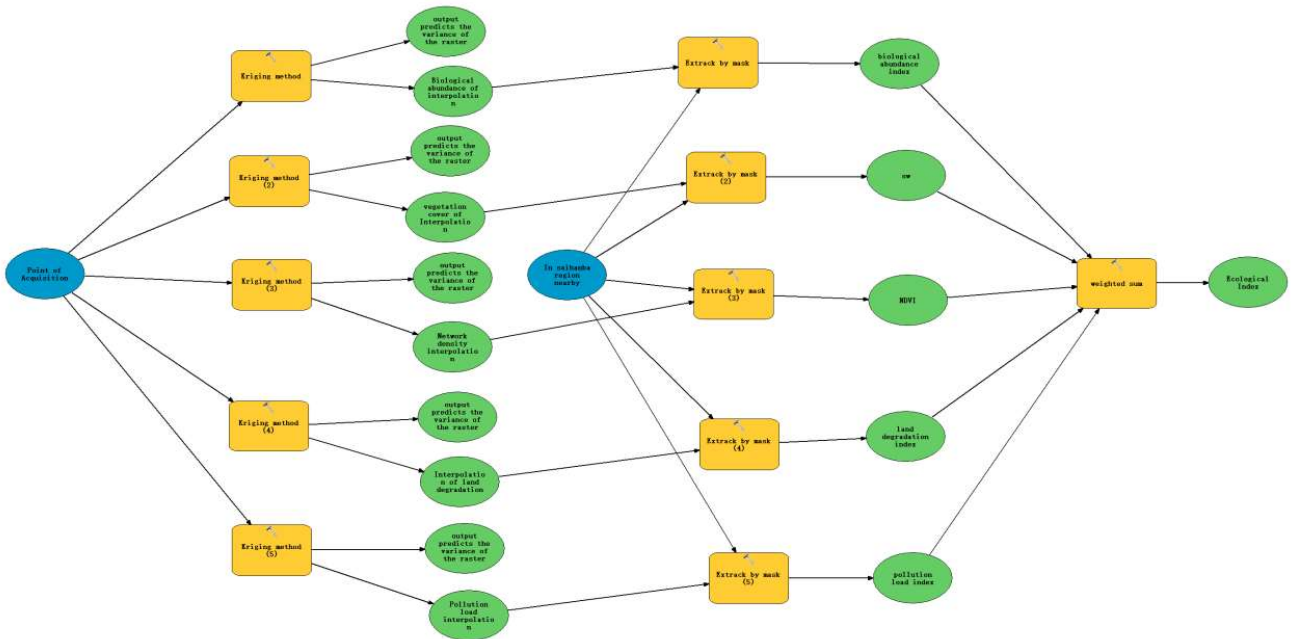 output
predicts the
variance of
the raster
Kriging method
Biological
abundance of
interpolatio
n
Extrack by mask
biological
abundance
index
output
predicts the
variance of
the raster
Kriging method
(2)
vegetation
cover of
Interpolatio
n
Extrack by mask
(2)
sw
Point of
Acquisition
output
predicts the
variance of
the raster
Kriging method
(3)
Network
density
interpolatio
n
In saihanba
region
nearby
Extrack by mask
(3)
NDVI
weighted sum
Ecological
Index
output
predicts the
variance of
the raster
Kriging method
(4)
Interpolatio
n of land
degradation
Extrack by mask
(4)
land
degradation
index
output
predicts the
variance of
the raster
Kriging method
(5)
Pollution
load
interpolatio
n
Extrack by mask
(5)
pollution
load index